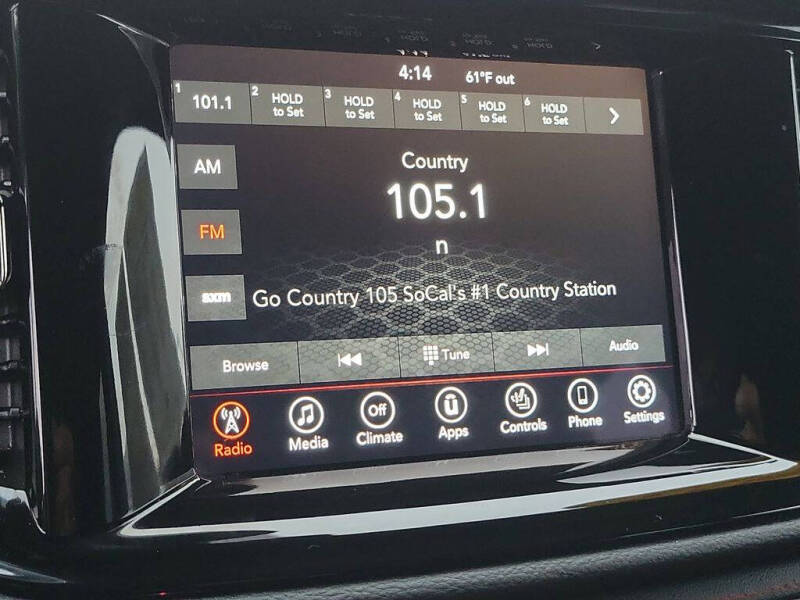 4:14 61°F out
1 101.1 2 HOLD to Set 3 HOLD to Set 4 HOLD to Set 5 HOLD to Set 6 HOLD to Set
AM
Country
105.1
FM
n
sxm
Go Country 105 SoCal's #1 Country Station
Browse Tune Audio
Radio Media Off Climate Apps Controls Phone Settings